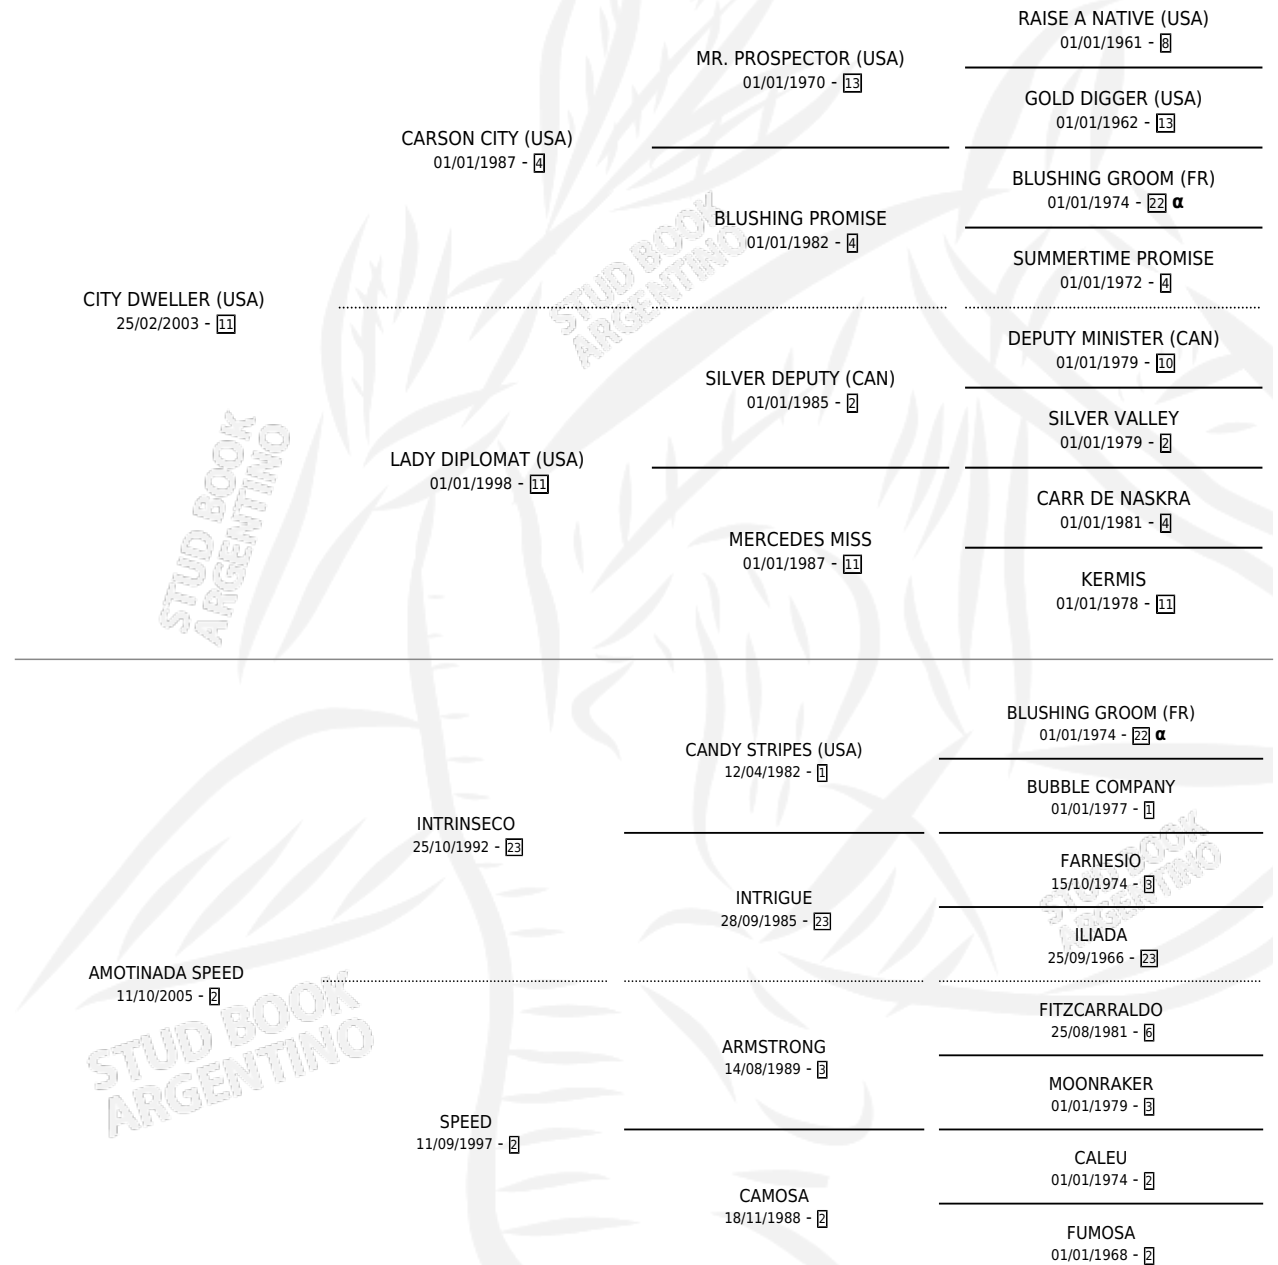 RAISE A NATIVE (USA)
01/01/1961 - 8
MR. PROSPECTOR (USA)
01/01/1970 - 13
GOLD DIGGER (USA)
01/01/1962 - 13
CARSON CITY (USA)
01/01/1987 - 4
BLUSHING GROOM (FR)
01/01/1974 - 22 α
BLUSHING PROMISE
01/01/1982 - 4
SUMMERTIME PROMISE
01/01/1972 - 4
CITY DWELLER (USA)
25/02/2003 - 11
DEPUTY MINISTER (CAN)
01/01/1979 - 10
SILVER DEPUTY (CAN)
01/01/1985 - 2
SILVER VALLEY
01/01/1979 - 2
LADY DIPLOMAT (USA)
01/01/1998 - 11
CARR DE NASKRA
01/01/1981 - 4
MERCEDES MISS
01/01/1987 - 11
KERMIS
01/01/1978 - 11
BLUSHING GROOM (FR)
01/01/1974 - 22 α
CANDY STRIPES (USA)
12/04/1982 - 1
BUBBLE COMPANY
01/01/1977 - 1
INTRINSECO
25/10/1992 - 23
FARNESIO
15/10/1974 - 3
INTRIGUE
28/09/1985 - 23
ILIADA
25/09/1966 - 23
AMOTINADA SPEED
11/10/2005 - 2
FITZCARRALDO
25/08/1981 - 6
ARMSTRONG
14/08/1989 - 3
MOONRAKER
01/01/1979 - 3
SPEED
11/09/1997 - 2
CALEU
01/01/1974 - 2
CAMOSA
18/11/1988 - 2
FUMOSA
01/01/1968 - 2
STUD BOOK
ARGENTINO
STUD BOOK
ARGENTINO
STUD BOOK
ARGENTINO
STUD BOOK
ARGENTINO